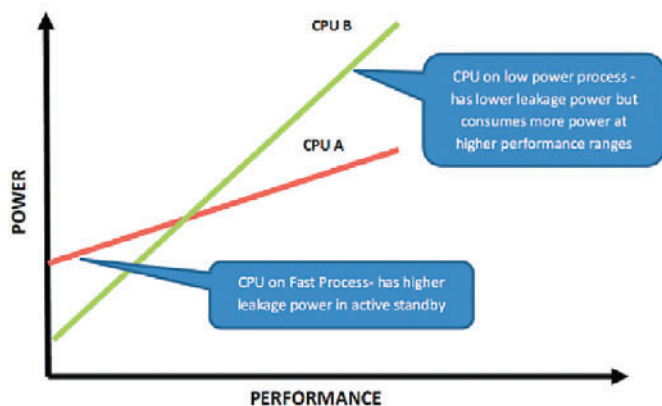 CPU B
CPU on low power process -
has lower leakage power but
consumes more power at
higher performance ranges
CPU A
POWER
CPU on Fast Process- has higher
leakage power in active standby
PERFORMANCE